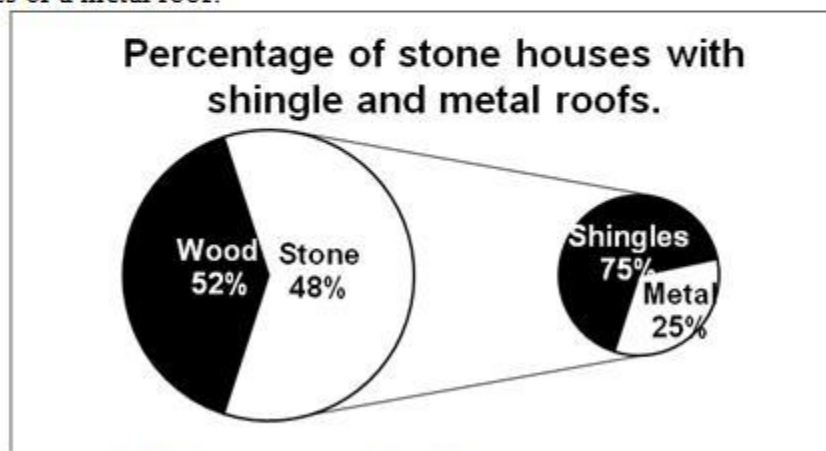 Percentage of stone houses with
shingle and metal roofs.
Wood
52%
Stone
48%
Shingles
75%
Metal
25%